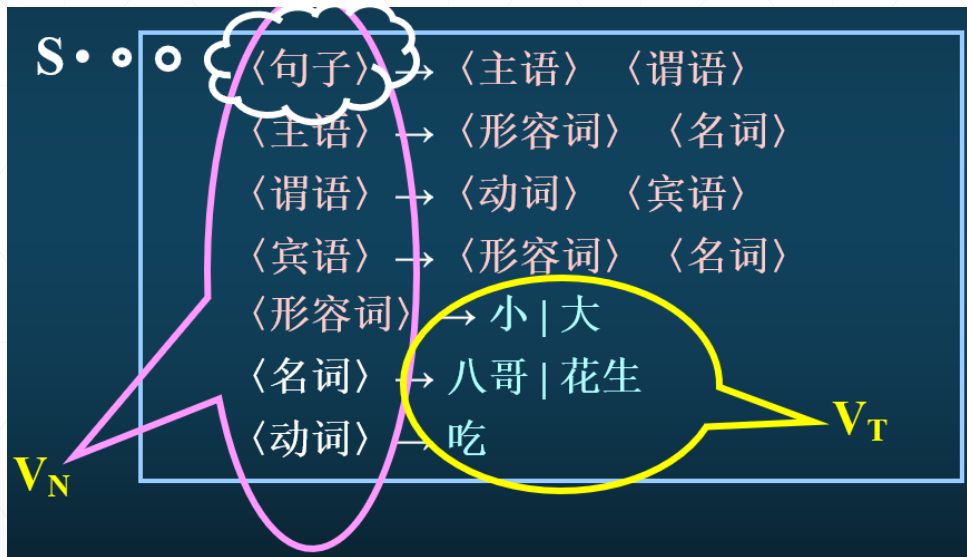 S 〈句子〉 → 〈主语〉 〈谓语〉
〈主语〉 → 〈形容词〉 〈名词〉
〈谓语〉 → 〈动词〉 〈宾语〉
〈宾语〉 → 〈形容词〉 〈名词〉
〈形容词〉 → 小 | 大
〈名词〉 → 八哥 | 花生
〈动词〉 → 吃
V_T
V_N